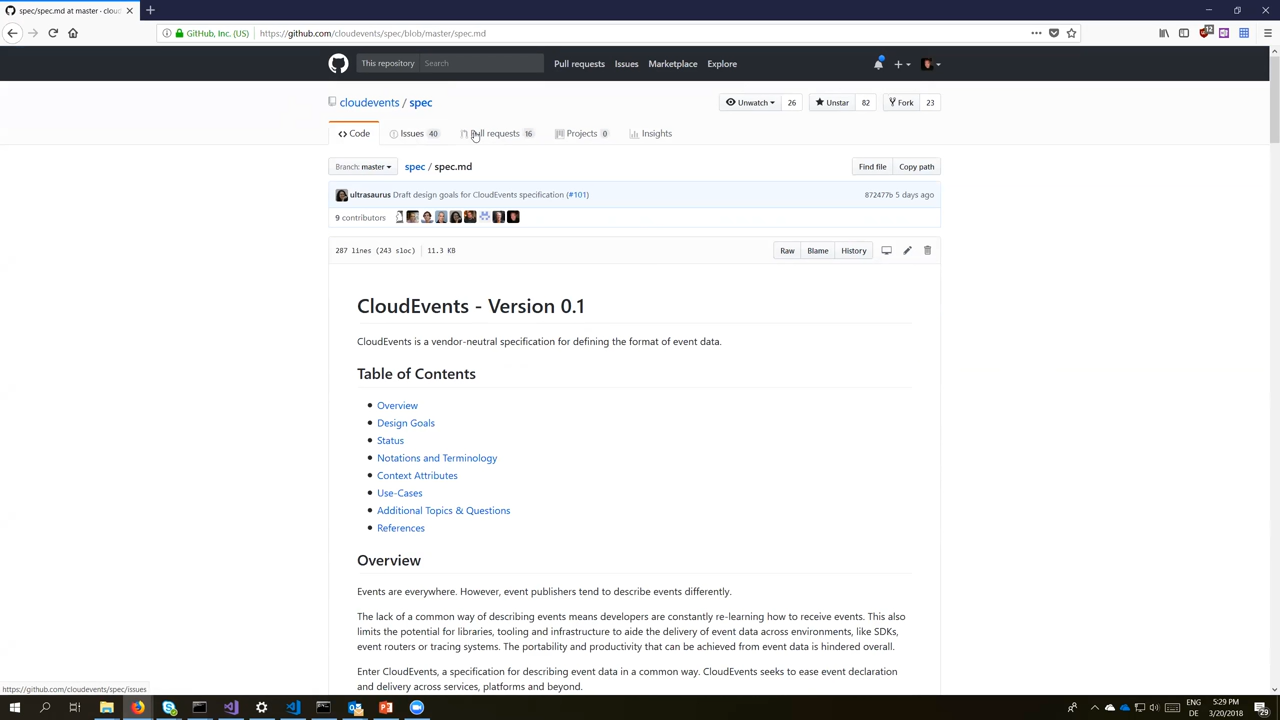 spec/spec.md at master · clou
GitHub, Inc. (US)
https://github.com/cloudevents/spec/blob/master/spec.md
12
This repository
Search
Pull requests
Issues
Marketplace
Explore
cloudevents / spec
Unwatch
26
Unstar
82
Fork
23
Code
Issues 40
Pull requests 16
Projects 0
Insights
Branch: master
spec / spec.md
Find file
Copy path
ultrasaurus Draft design goals for CloudEvents specification (#101)
872477b 5 days ago
9 contributors
287 lines (243 sloc)
11.3 KB
Raw
Blame
History
CloudEvents - Version 0.1
CloudEvents is a vendor-neutral specification for defining the format of event data.
Table of Contents
Overview
Design Goals
Status
Notations and Terminology
Context Attributes
Use-Cases
Additional Topics & Questions
References
Overview
Events are everywhere. However, event publishers tend to describe events differently.
The lack of a common way of describing events means developers are constantly re-learning how to receive events. This also
limits the potential for libraries, tooling and infrastructure to aide the delivery of event data across environments, like SDKs,
event routers or tracing systems. The portability and productivity that can be achieved from event data is hindered overall.
Enter CloudEvents, a specification for describing event data in a common way. CloudEvents seeks to ease event declaration
and delivery across services, platforms and beyond.
https://github.com/cloudevents/spec/issues
ENG
DE
5:29 PM
3/20/2018
29